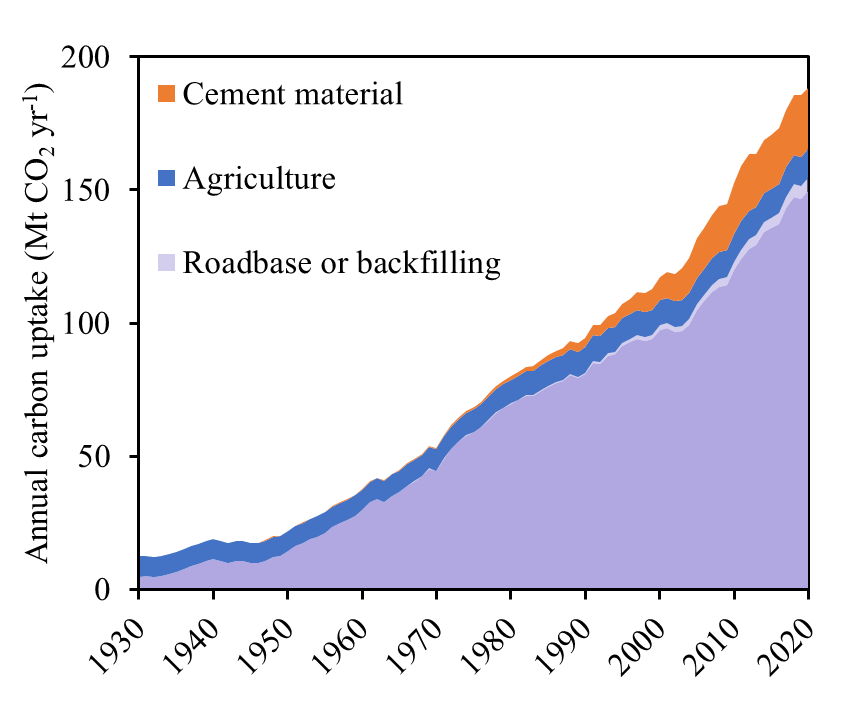 Annual carbon uptake (Mt CO₂ yr⁻¹)
200
150
100
50
0
Cement material
Agriculture
Roadbase or backfilling
1930 1940 1950 1960 1970 1980 1990 2000 2010 2020